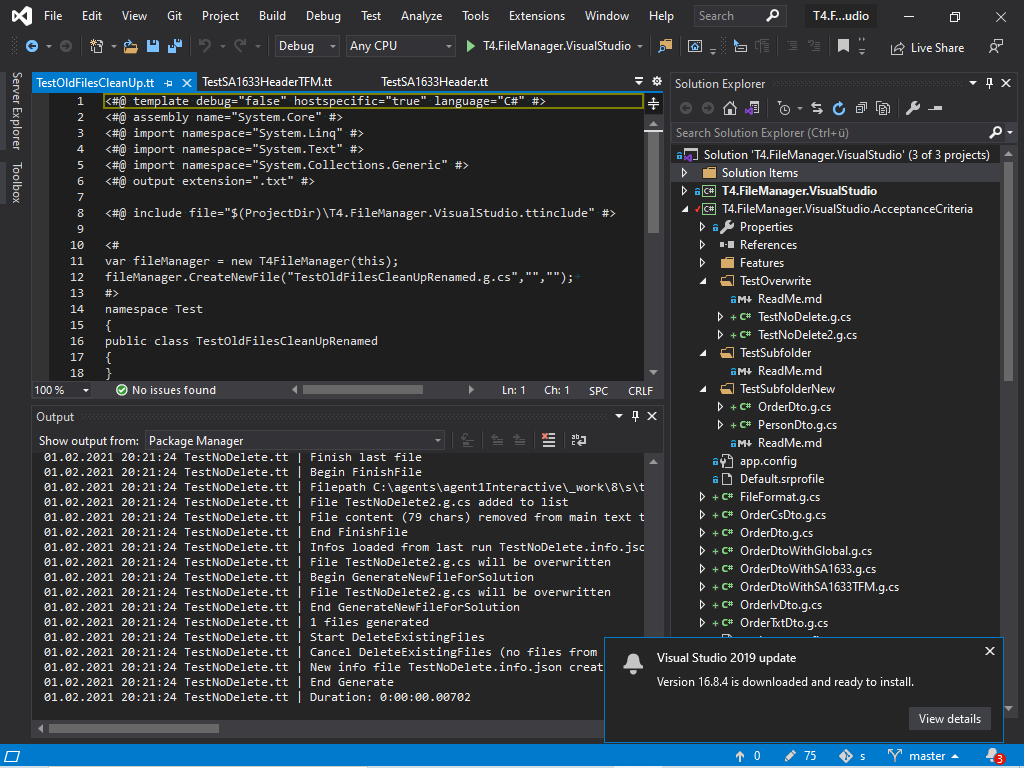 File Edit View Git Project Build Debug Test Analyze Tools Extensions Window Help Search T4.F...udio
Debug Any CPU T4.FileManager.VisualStudio Live Share
Server Explorer
Toolbox
TestOldFilesCleanUp.tt TestSA1633HeaderTFM.tt TestSA1633Header.tt
1 <#@ template debug="false" hostspecific="true" language="C#" #>
2 <#@ assembly name="System.Core" #>
3 <#@ import namespace="System.Linq" #>
4 <#@ import namespace="System.Text" #>
5 <#@ import namespace="System.Collections.Generic" #>
6 <#@ output extension=".txt" #>
7
8 <#@ include file="$(ProjectDir)\T4.FileManager.VisualStudio.ttinclude" #>
9
10 <#
11 var fileManager = new T4FileManager(this);
12 fileManager.CreateNewFile("TestOldFilesCleanUpRenamed.g.cs","","");
13 #>
14 namespace Test
15 {
16 public class TestOldFilesCleanUpRenamed
17 {
18 }
100 % No issues found Ln: 1 Ch: 1 SPC CRLF
Output
Show output from: Package Manager
01.02.2021 20:21:24 TestNoDelete.tt | Finish last file
01.02.2021 20:21:24 TestNoDelete.tt | Begin FinishFile
01.02.2021 20:21:24 TestNoDelete.tt | Filepath C:\agents\agent1Interactive\_work\8\s\t
01.02.2021 20:21:24 TestNoDelete.tt | File TestNoDelete2.g.cs added to list
01.02.2021 20:21:24 TestNoDelete.tt | File content (79 chars) removed from main text t
01.02.2021 20:21:24 TestNoDelete.tt | End FinishFile
01.02.2021 20:21:24 TestNoDelete.tt | Infos loaded from last run TestNoDelete.info.jso
01.02.2021 20:21:24 TestNoDelete.tt | File TestNoDelete2.g.cs will be overwritten
01.02.2021 20:21:24 TestNoDelete.tt | Begin GenerateNewFileForSolution
01.02.2021 20:21:24 TestNoDelete.tt | File TestNoDelete2.g.cs will be overwritten
01.02.2021 20:21:24 TestNoDelete.tt | End GenerateNewFileForSolution
01.02.2021 20:21:24 TestNoDelete.tt | 1 files generated
01.02.2021 20:21:24 TestNoDelete.tt | Start DeleteExistingFiles
01.02.2021 20:21:24 TestNoDelete.tt | Cancel DeleteExistingFiles (no files from
01.02.2021 20:21:24 TestNoDelete.tt | New info file TestNoDelete.info.json creat
01.02.2021 20:21:24 TestNoDelete.tt | End Generate
01.02.2021 20:21:24 TestNoDelete.tt | Duration: 0:00:00.00702
Solution Explorer
Search Solution Explorer (Ctrl+ü)
Solution 'T4.FileManager.VisualStudio' (3 of 3 projects)
Solution Items
C# T4.FileManager.VisualStudio
C# T4.FileManager.VisualStudio.AcceptanceCriteria
Properties
References
Features
TestOverwrite
M↓ ReadMe.md
+ C# TestNoDelete.g.cs
+ C# TestNoDelete2.g.cs
TestSubfolder
M↓ ReadMe.md
TestSubfolderNew
+ C# OrderDto.g.cs
+ C# PersonDto.g.cs
M↓ ReadMe.md
app.config
Default.srprofile
+ C# FileFormat.g.cs
+ C# OrderCsDto.g.cs
+ C# OrderDto.g.cs
+ C# OrderDtoWithGlobal.g.cs
+ C# OrderDtoWithSA1633.g.cs
+ C# OrderDtoWithSA1633TFM.g.cs
+ C# OrderIvDto.g.cs
+ C# OrderTxtDto.g.cs
Visual Studio 2019 update
Version 16.8.4 is downloaded and ready to install.
View details
0 75 s master 3